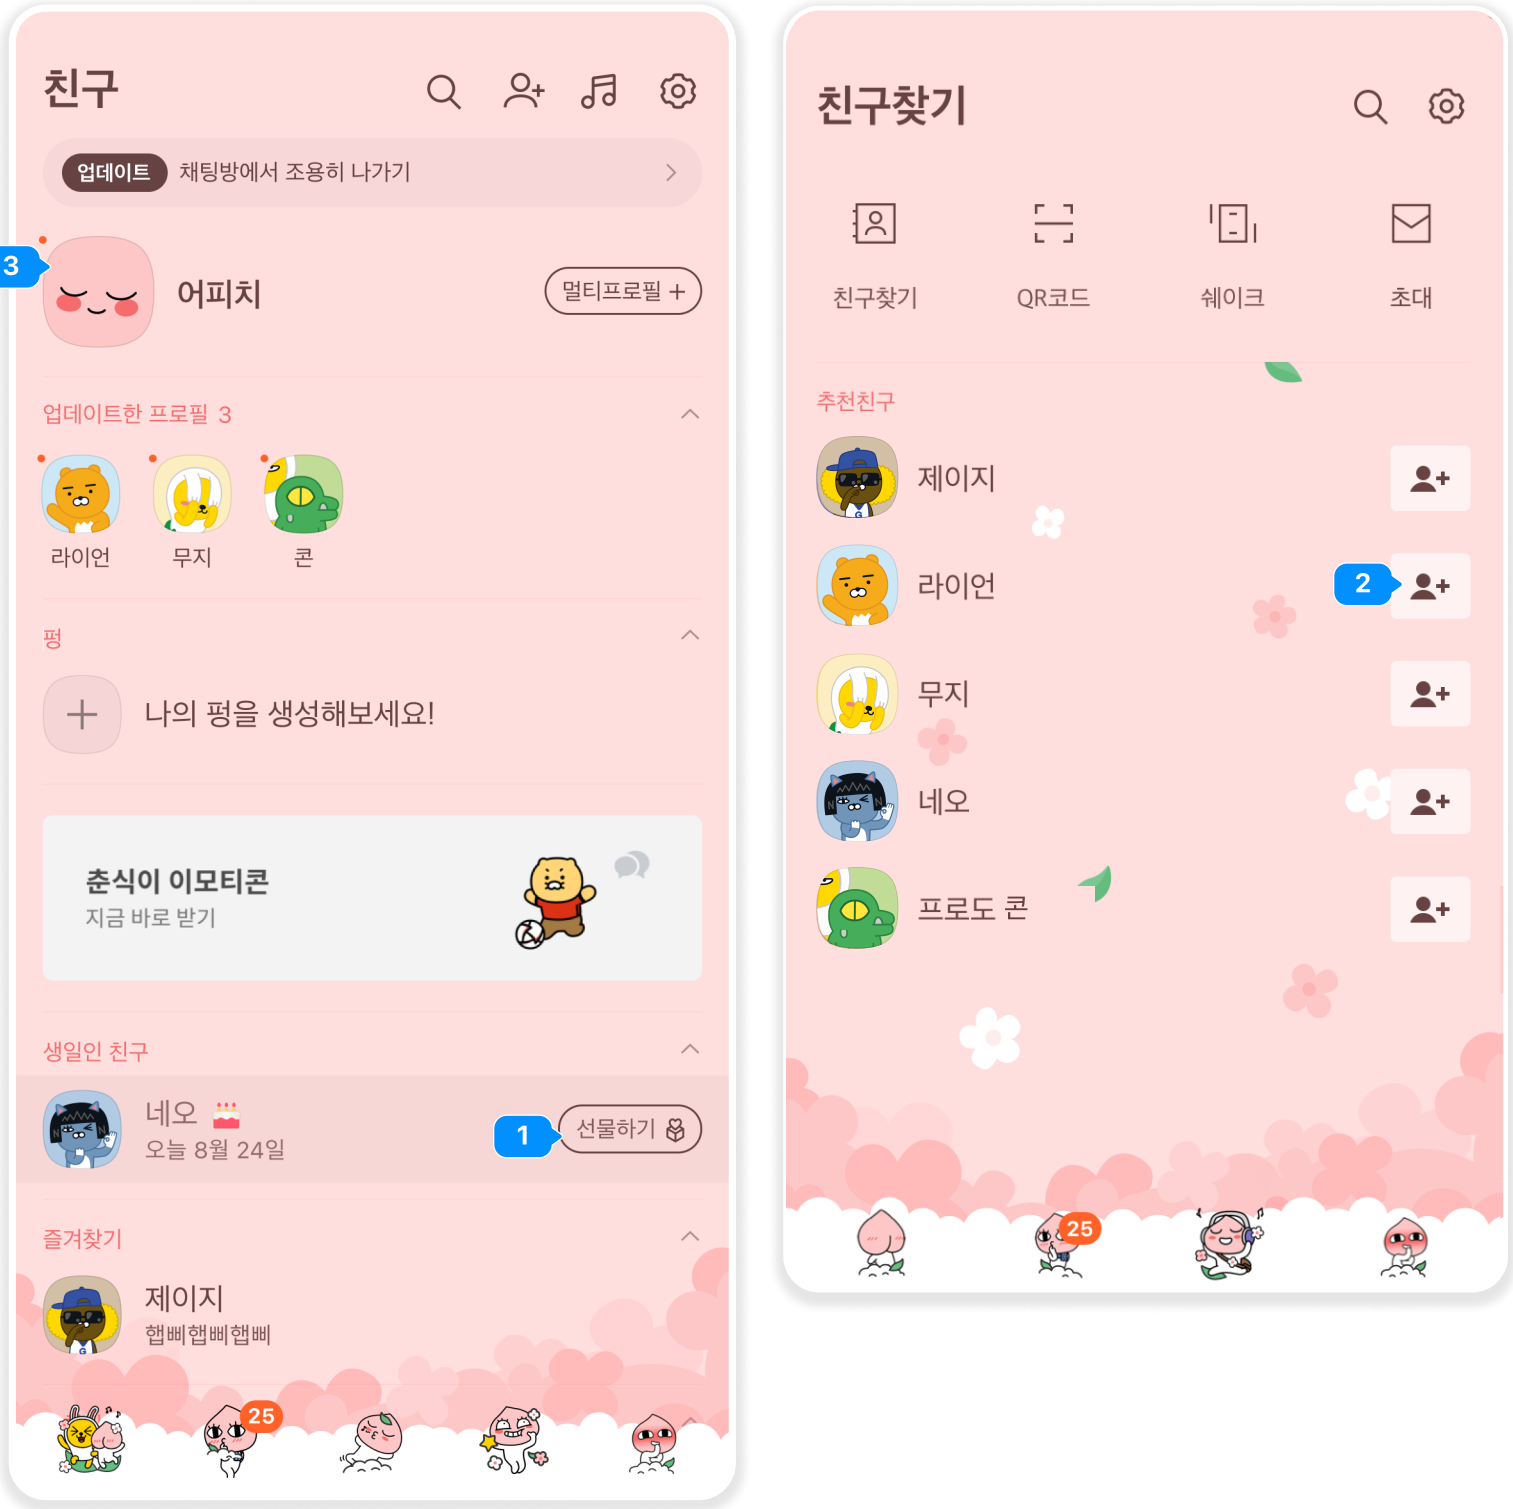 친구
업데이트 채팅방에서 조용히 나가기
3
어피치
멀티프로필 +
업데이트한 프로필 3
라이언 무지 콘
펑
나의 펑을 생성해보세요!
춘식이 이모티콘
지금 바로 받기
생일인 친구
네오
오늘 8월 24일
1
선물하기
즐겨찾기
제이지
햅삐햅삐햅삐
25
친구찾기
친구찾기 QR코드 쉐이크 초대
추천친구
제이지
라이언
2
무지
네오
프로도 콘
25